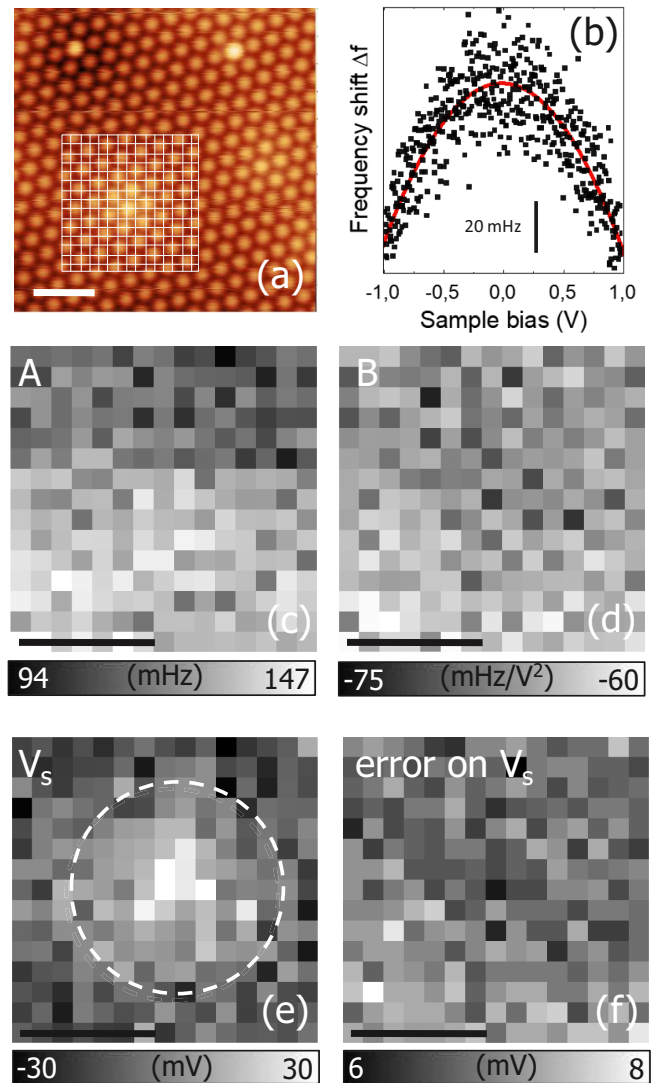 (a)
(b)
Frequency shift Δf
20 mHz
-1,0 -0,5 0,0 0,5 1,0
Sample bias (V)
A
(c)
B
(d)
94 (mHz) 147
-75 (mHz/V²) -60
Vₛ
(e)
error on Vₛ
(f)
-30 (mV) 30
6 (mV) 8